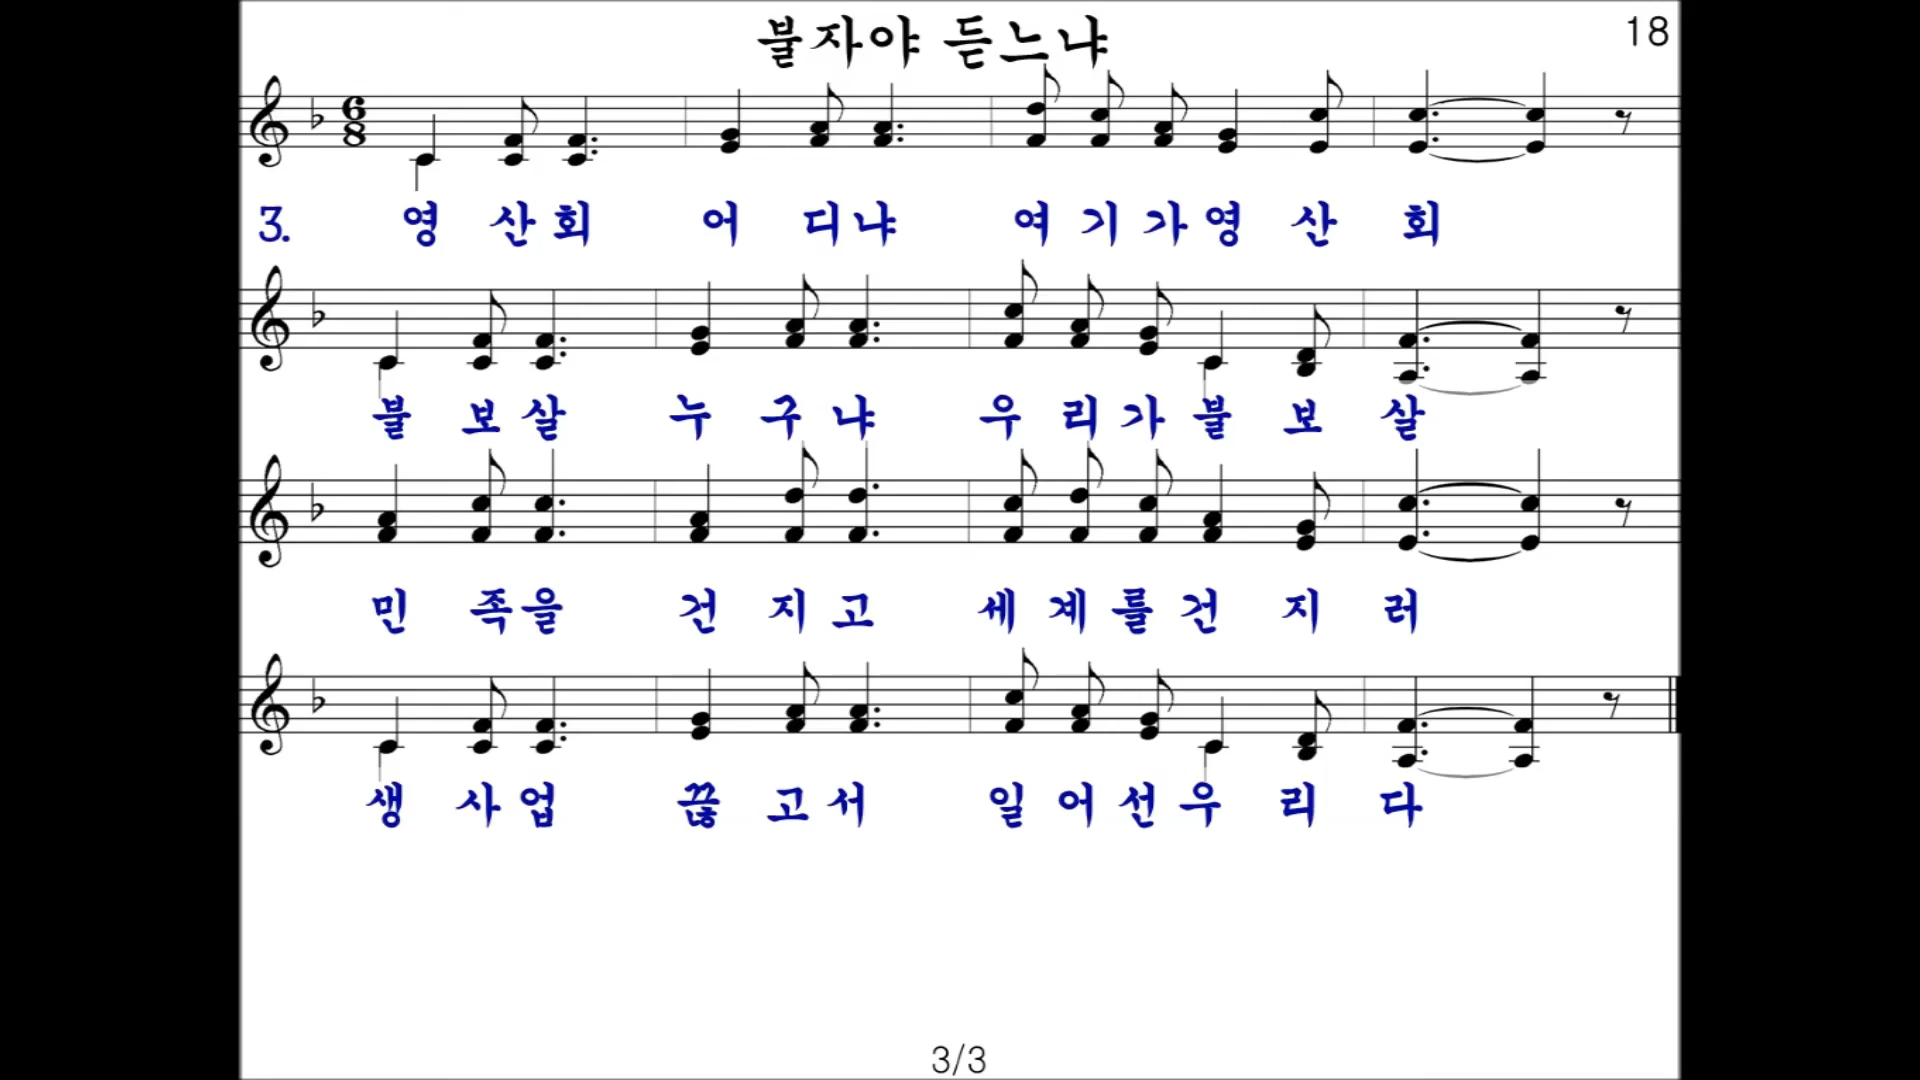 불자야 듣느냐
18
3. 영 산 회 어 디 냐 여 기 가 영 산 회
불 보 살 누 구 냐 우 리 가 불 보 살
민 족 을 건 지 고 세 계 를 건 지 러
생 사 업 끊 고 서 일 어 선 우 리 다
3/3